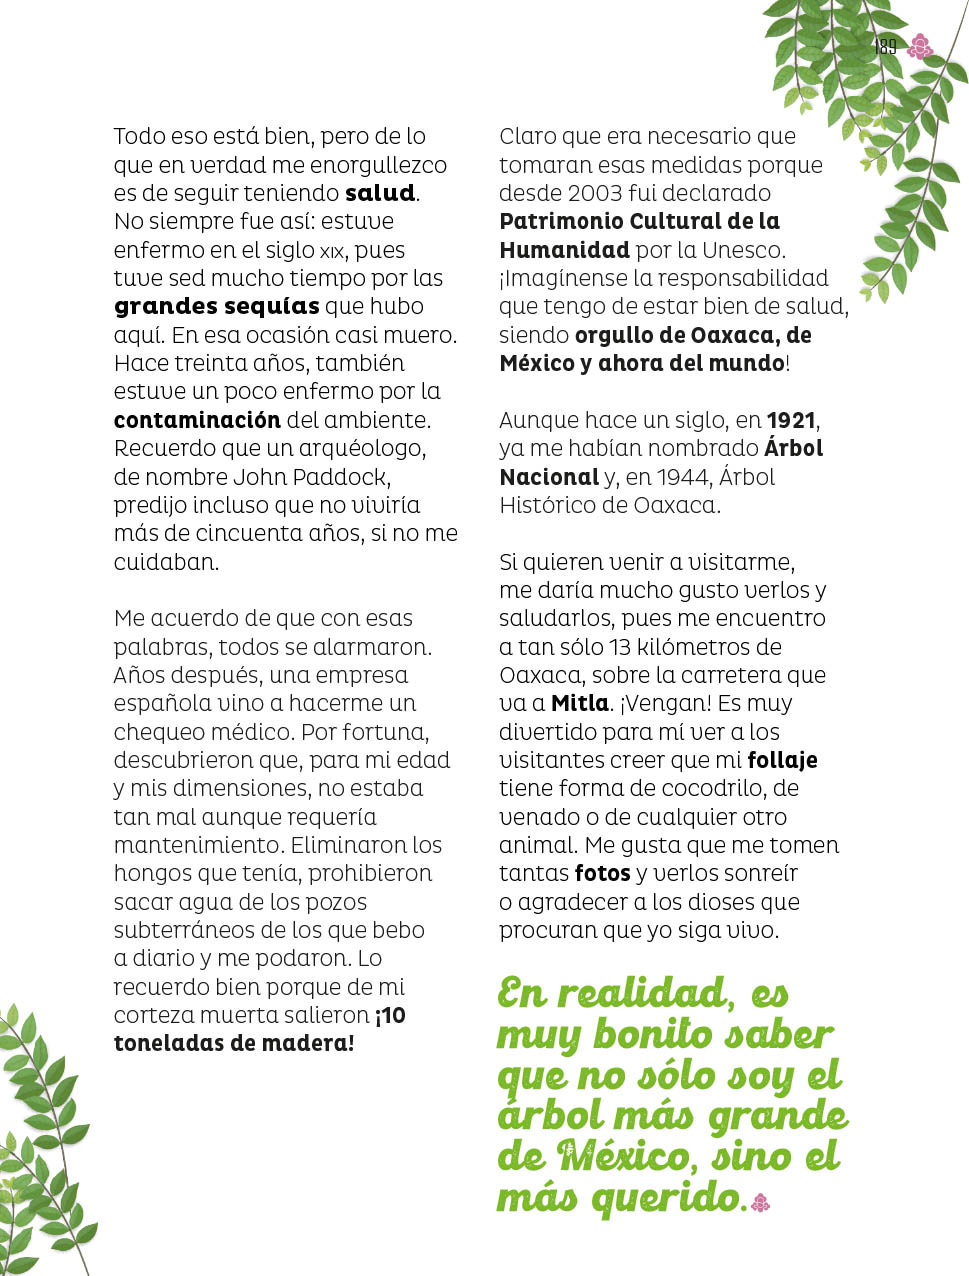 189
Todo eso está bien, pero de lo
que en verdad me enorgullezco
es de seguir teniendo salud.
No siempre fue así: estuve
enfermo en el siglo XIX, pues
tuve sed mucho tiempo por las
grandes sequías que hubo
aquí. En esa ocasión casi muero.
Hace treinta años, también
estuve un poco enfermo por la
contaminación del ambiente.
Recuerdo que un arquéologo,
de nombre John Paddock,
predijo incluso que no viviría
más de cincuenta años, si no me
cuidaban.
Me acuerdo de que con esas
palabras, todos se alarmaron.
Años después, una empresa
española vino a hacerme un
chequeo médico. Por fortuna,
descubrieron que, para mi edad
y mis dimensiones, no estaba
tan mal aunque requería
mantenimiento. Eliminaron los
hongos que tenía, prohibieron
sacar agua de los pozos
subterráneos de los que bebo
a diario y me podaron. Lo
recuerdo bien porque de mi
corteza muerta salieron ¡10
toneladas de madera!
Claro que era necesario que
tomaran esas medidas porque
desde 2003 fui declarado
Patrimonio Cultural de la
Humanidad por la Unesco.
¡Imagínense la responsabilidad
que tengo de estar bien de salud,
siendo orgullo de Oaxaca, de
México y ahora del mundo!
Aunque hace un siglo, en 1921,
ya me habían nombrado Árbol
Nacional y, en 1944, Árbol
Histórico de Oaxaca.
Si quieren venir a visitarme,
me daría mucho gusto verlos y
saludarlos, pues me encuentro
a tan sólo 13 kilómetros de
Oaxaca, sobre la carretera que
va a Mitla. ¡Vengan! Es muy
divertido para mí ver a los
visitantes creer que mi follaje
tiene forma de cocodrilo, de
venado o de cualquier otro
animal. Me gusta que me tomen
tantas fotos y verlos sonreír
o agradecer a los dioses que
procuran que yo siga vivo.
En realidad, es
muy bonito saber
que no sólo soy el
árbol más grande
de México, sino el
más querido.